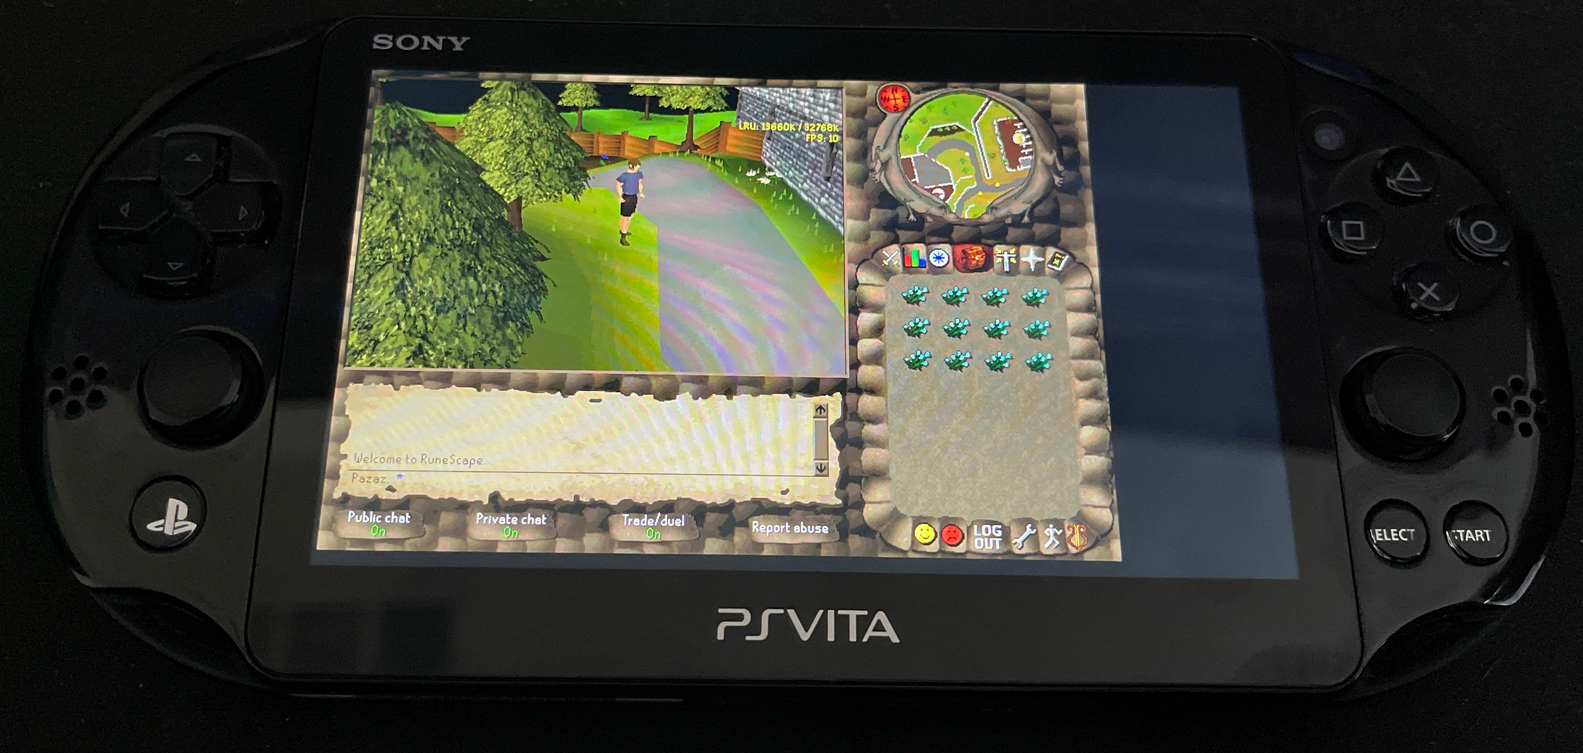 SONY
LRU: 13660K / 32768K
FPS: 10
N
W E
S
Welcome to RuneScape
Pazaz: *
Public chat
On
Private chat
On
Trade/duel
On
Report abuse
LOG
OUT
ELECT
START
PSVITA